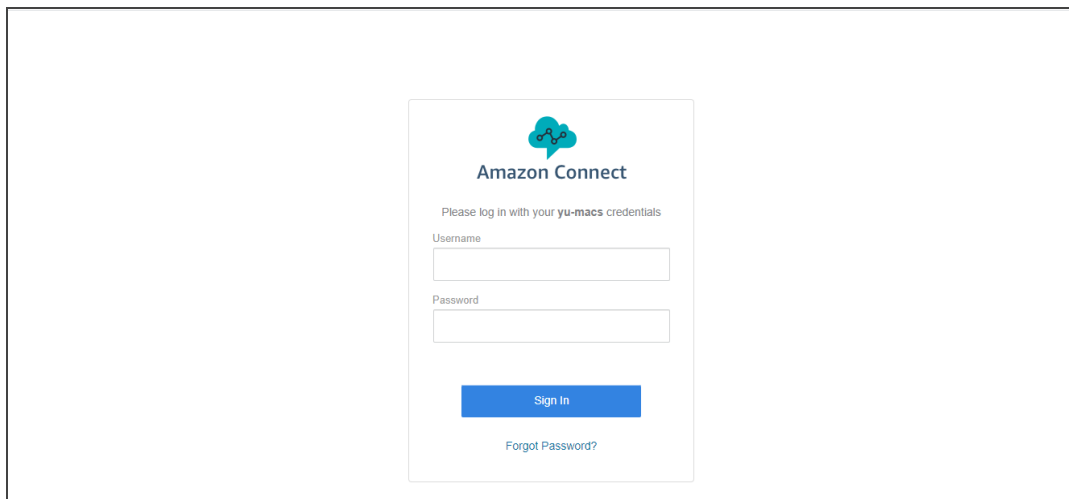 Amazon Connect
Please log in with your yu-macs credentials
Username
Password
Sign In
Forgot Password?